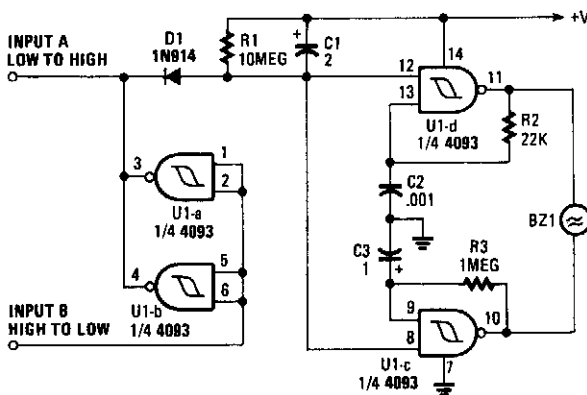 +V
INPUT A
LOW TO HIGH
D1
1N914
R1
10MEG
C1
2
+
14
12
13
11
U1-d
1/4 4093
R2
22K
3
1
2
U1-a
1/4 4093
C2
.001
BZ1
C3
1
+
R3
1MEG
4
5
6
U1-b
1/4 4093
INPUT B
HIGH TO LOW
9
8
10
7
U1-c
1/4 4093